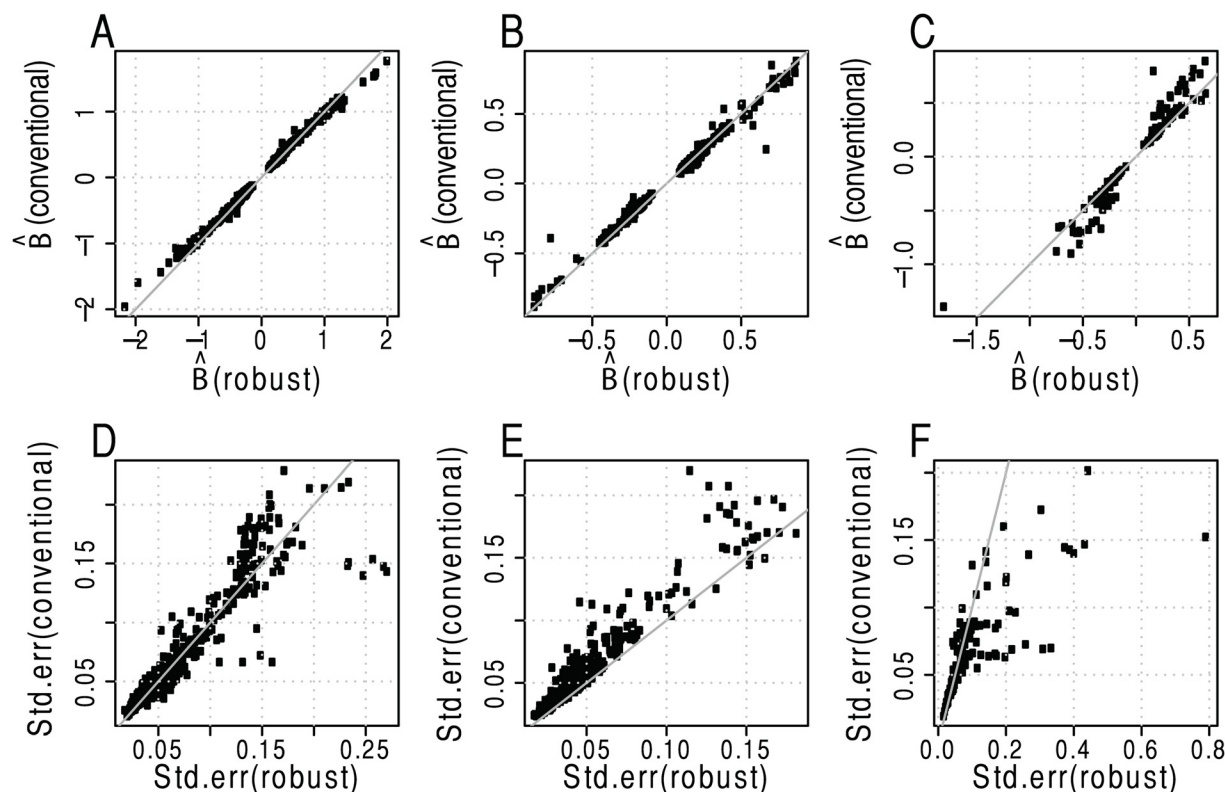 A
B̂ (conventional)
1
0
−1
−2
−2 −1 0 1 2
B̂ (robust)
B
B̂ (conventional)
0.5
0.0
−0.5
−0.5 0.0 0.5
B̂ (robust)
C
B̂ (conventional)
0.0
−1.0
−1.5 −0.5 0.5
B̂ (robust)
D
Std.err(conventional)
0.15
0.05
0.05 0.15 0.25
Std.err(robust)
E
Std.err(conventional)
0.15
0.05
0.05 0.10 0.15
Std.err(robust)
F
Std.err(conventional)
0.15
0.05
0.0 0.2 0.4 0.6 0.8
Std.err(robust)